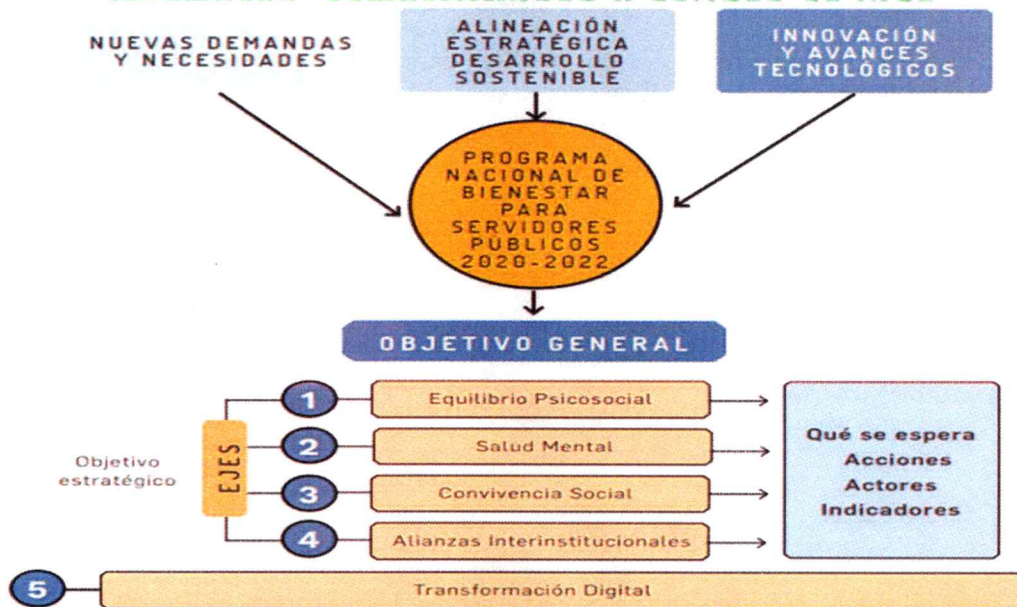 NUEVAS DEMANDAS
Y NECESIDADES
ALINEACIÓN
ESTRATÉGICA
DESARROLLO
SOSTENIBLE
INNOVACIÓN
Y AVANCES
TECNOLÓGICOS
PROGRAMA
NACIONAL DE
BIENESTAR
PARA
SERVIDORES
PÚBLICOS
2020-2022
OBJETIVO GENERAL
Objetivo
estratégico
EJES
1 Equilibrio Psicosocial
2 Salud Mental
3 Convivencia Social
4 Alianzas Interinstitucionales
Qué se espera
Acciones
Actores
Indicadores
5 Transformación Digital